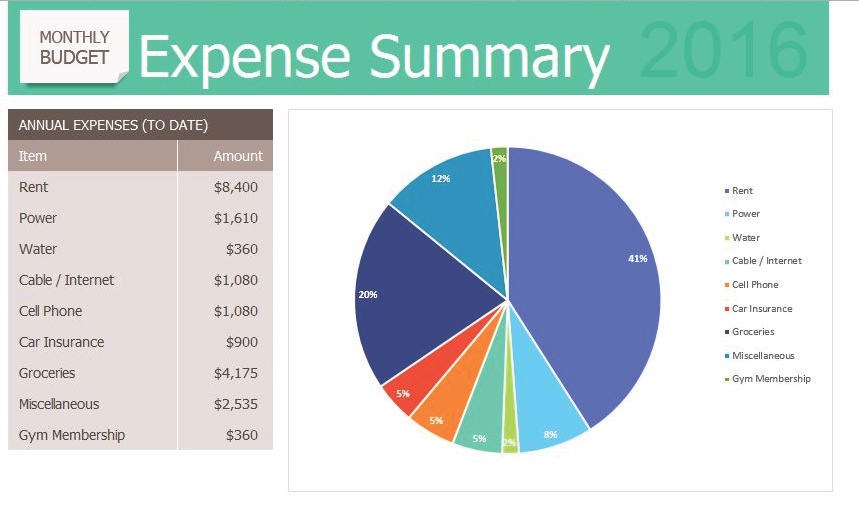 MONTHLY
BUDGET
Expense Summary 2016
ANNUAL EXPENSES (TO DATE)
Item Amount
Rent $8,400
Power $1,610
Water $360
Cable / Internet $1,080
Cell Phone $1,080
Car Insurance $900
Groceries $4,175
Miscellaneous $2,535
Gym Membership $360
2%
12%
41%
20%
5%
5%
5%
2%
8%
Rent
Power
Water
Cable / Internet
Cell Phone
Car Insurance
Groceries
Miscellaneous
Gym Membership